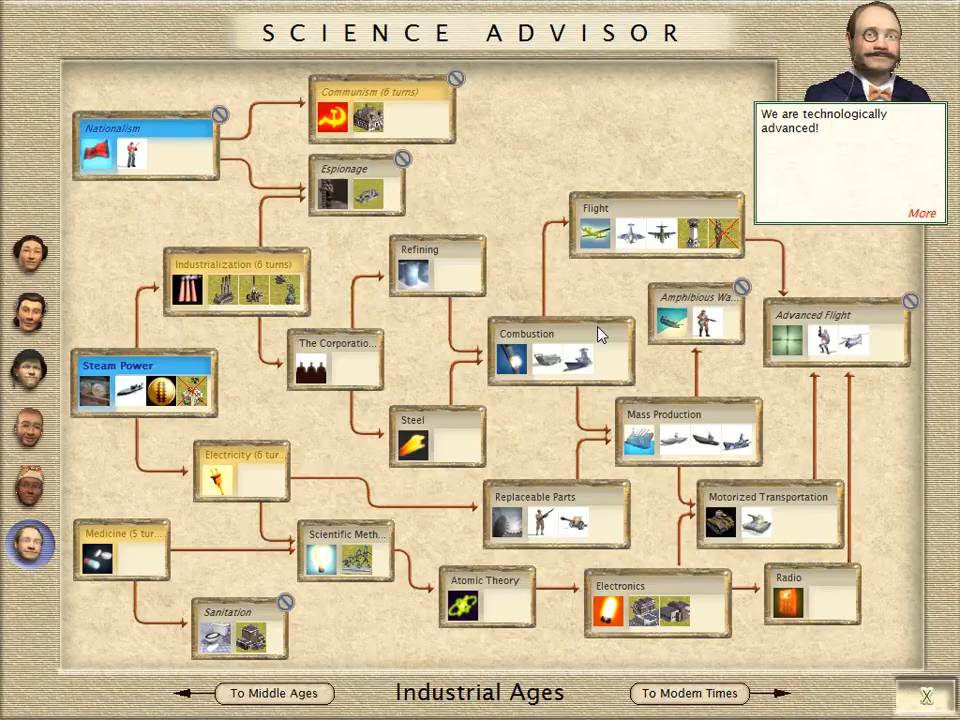 SCIENCE ADVISOR
We are technologically
advanced!
More
Communism (6 turns)
Nationalism
Espionage
Flight
Industrialization (6 turns)
Refining
Amphibious Wa...
Advanced Flight
Combustion
The Corporatio...
Steam Power
Steel
Mass Production
Electricity (6 tur...
Replaceable Parts
Motorized Transportation
Medicine (5 tur...
Scientific Meth...
Atomic Theory
Electronics
Radio
Sanitation
To Middle Ages
Industrial Ages
To Modern Times
X